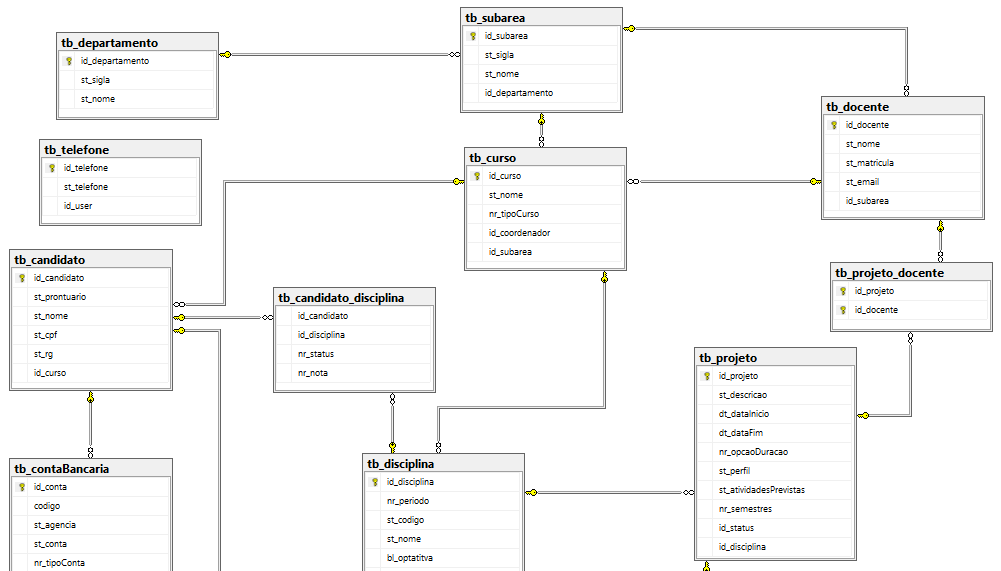 tb_subarea
id_subarea
st_sigla
st_nome
id_departamento
tb_departamento
id_departamento
st_sigla
st_nome
tb_docente
id_docente
st_nome
st_matricula
st_email
id_subarea
tb_telefone
id_telefone
st_telefone
id_user
tb_curso
id_curso
st_nome
nr_tipoCurso
id_coordenador
id_subarea
tb_candidato
id_candidato
st_prontuario
st_nome
st_cpf
st_rg
id_curso
tb_candidato_disciplina
id_candidato
id_disciplina
nr_status
nr_nota
tb_projeto_docente
id_projeto
id_docente
tb_projeto
id_projeto
st_descricao
dt_dataInicio
dt_dataFim
nr_opcaoDuracao
st_perfil
st_atividadesPrevistas
nr_semestres
id_status
id_disciplina
tb_contaBancaria
id_conta
codigo
st_agencia
st_conta
nr_tipoConta
tb_disciplina
id_disciplina
nr_periodo
st_codigo
st_nome
bl_optatitva